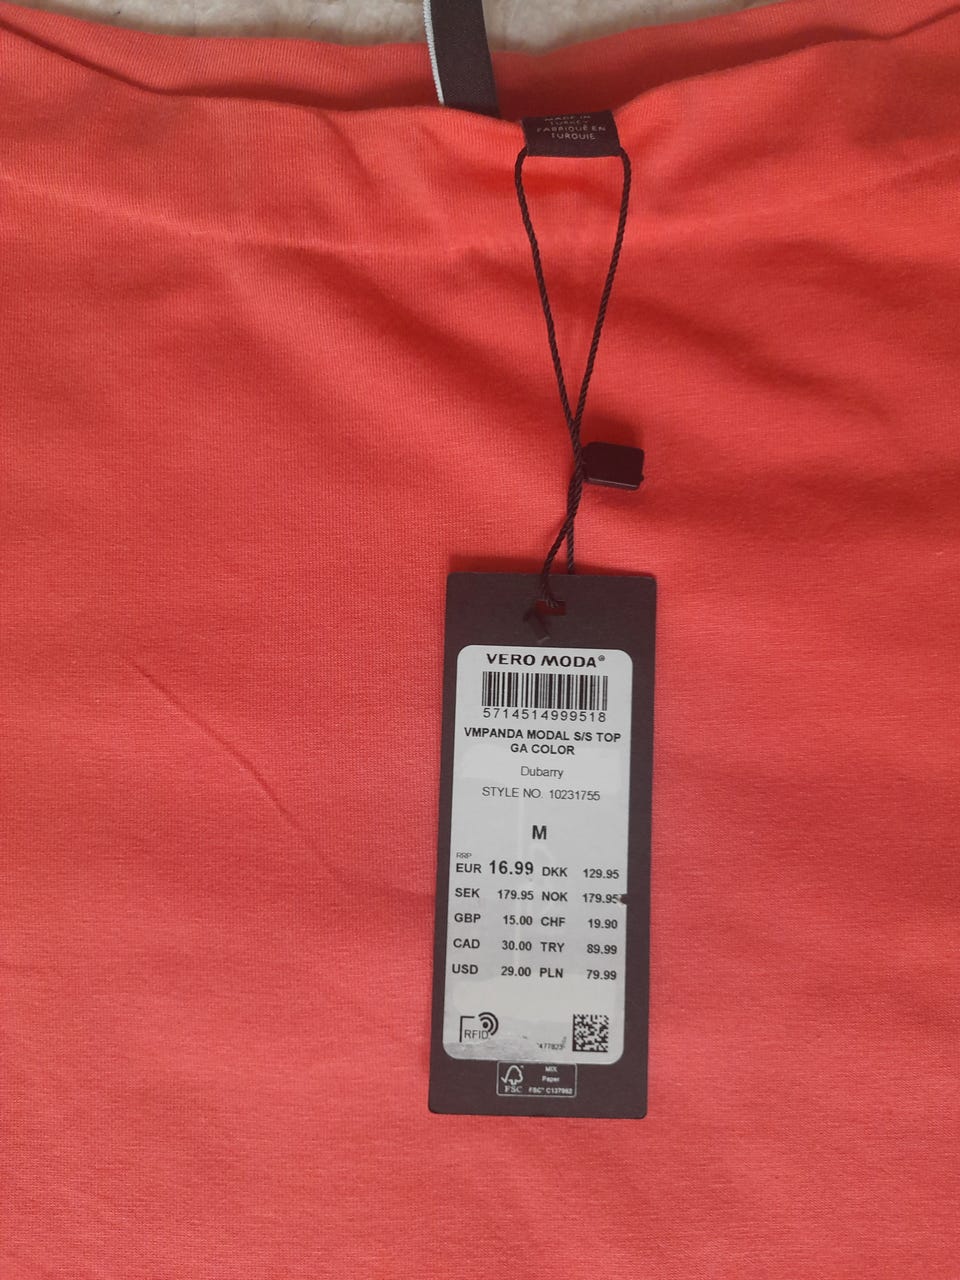 MADE IN
TURKEY
FABRIQUÉ EN
TURQUIE
VERO MODA®
5714514999518
VMPANDA MODAL S/S TOP
GA COLOR
Dubarry
STYLE NO. 10231755
M
RRP
EUR 16.99 DKK 129.95
SEK 179.95 NOK 179.95
GBP 15.00 CHF 19.90
CAD 30.00 TRY 89.99
USD 29.00 PLN 79.99
RFID
MIX
Paper
FSC
FSC® C137982